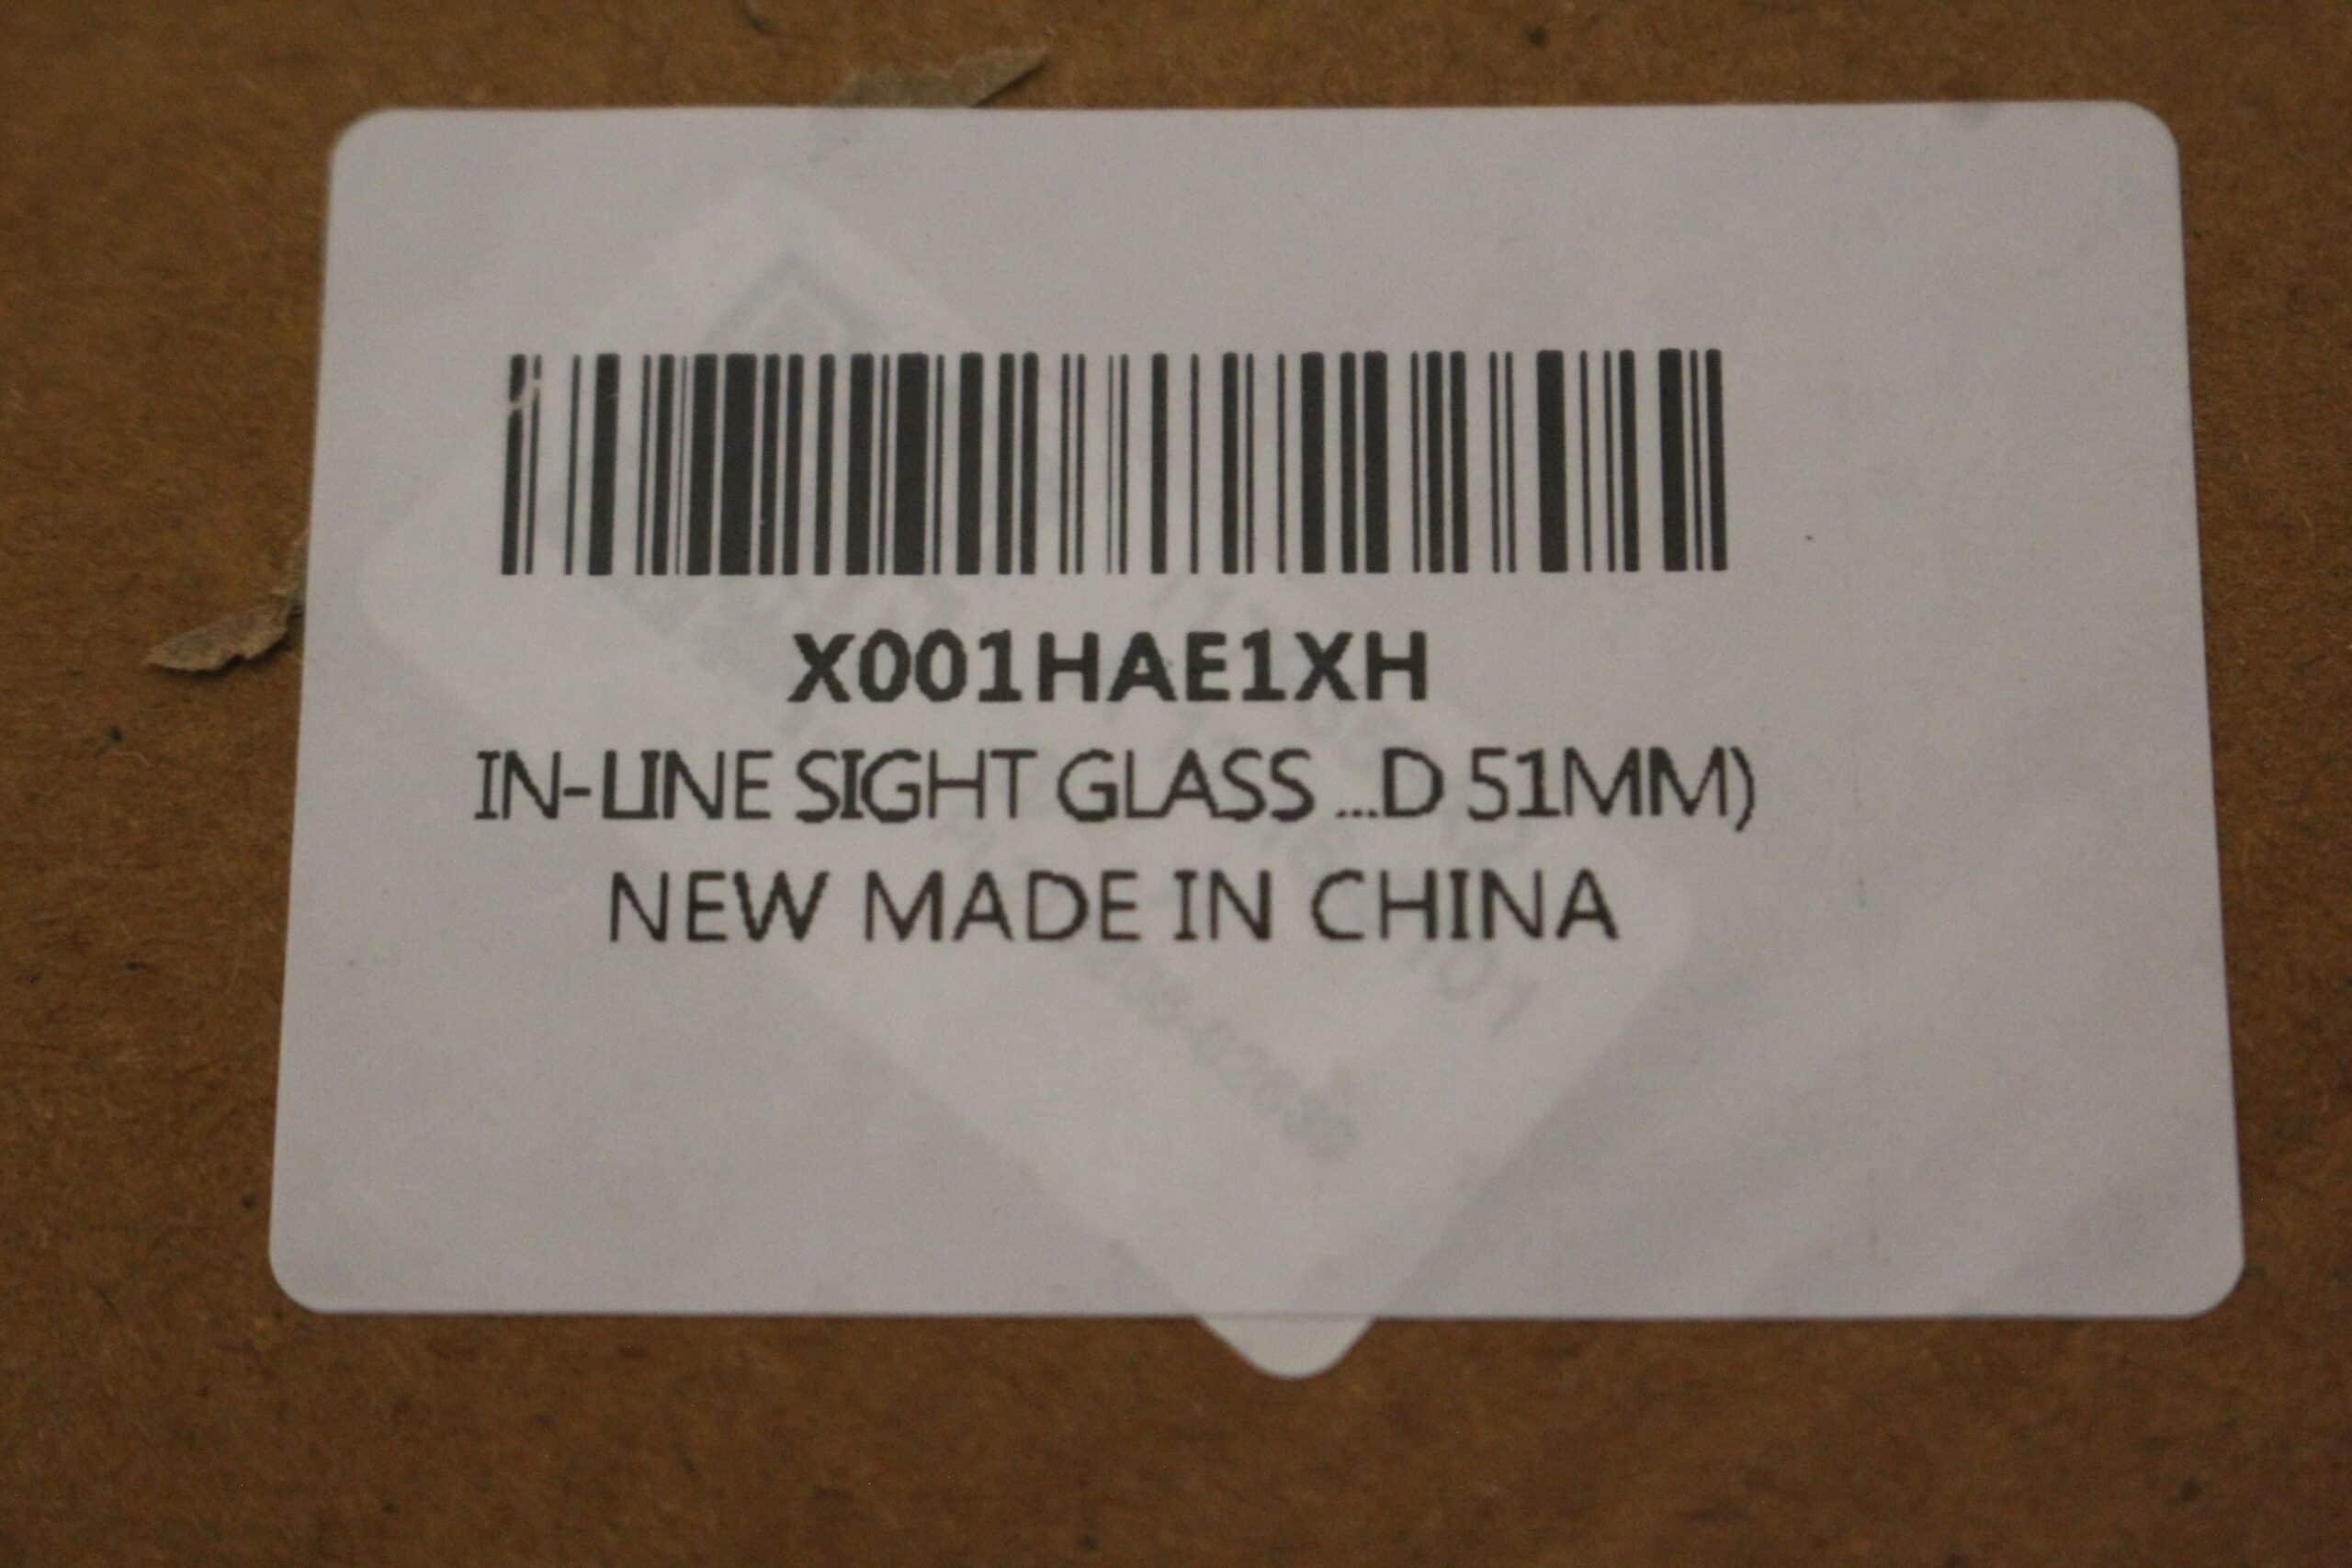 X001HAE1XH
IN-LINE SIGHT GLASS ...D 51MM)
NEW MADE IN CHINA